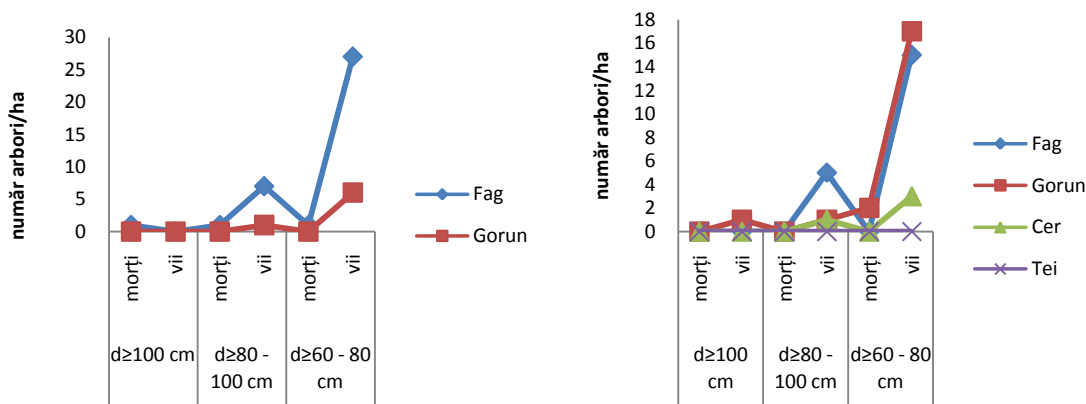 număr arbori/ha
30
25
20
15
10
5
0
morți
vii
morți
vii
morți
vii
d≥100 cm
d≥80 -
100 cm
d≥60 - 80
cm
Fag
Gorun
număr arbori/ha
18
16
14
12
10
8
6
4
2
0
morți
vii
morți
vii
morți
vii
d≥100
cm
d≥80 -
100 cm
d≥60 - 80
cm
Fag
Gorun
Cer
Tei